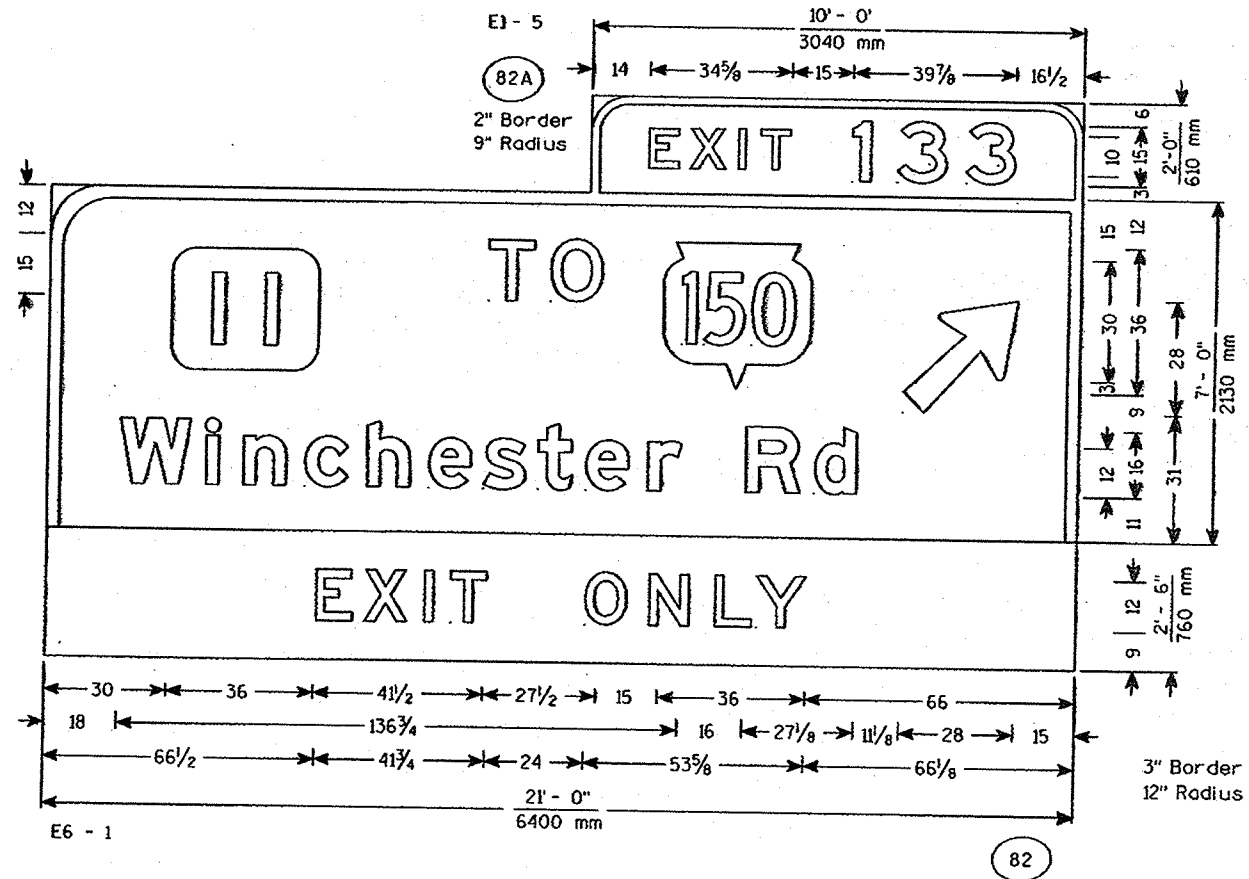 E1 - 5
10' - 0'
3040 mm
82A
14 34⅝ 15 39⅞ 16½
2" Border
9" Radius
EXIT 133
6
10 15
3
2'-0"
610 mm
12
15
11 TO 150
15 12
30 36
3
28
7' - 0"
2130 mm
Winchester Rd
9
12 16
31
11
EXIT ONLY
12
9
2' - 6"
760 mm
30 36 41½ 27½ 15 36 66
18 136¾ 16 27⅛ 11⅛ 28 15
66½ 41¾ 24 53⅝ 66⅛
3" Border
12" Radius
21' - 0"
6400 mm
E6 - 1
82